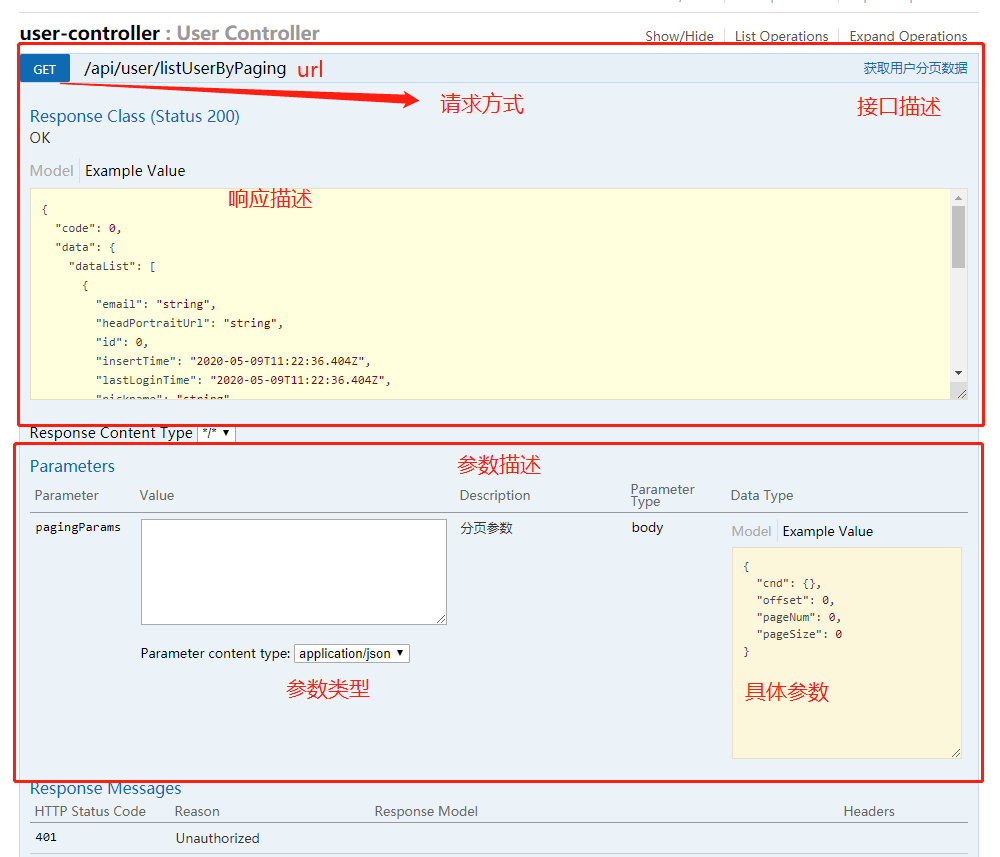 user-controller : User Controller
Show/Hide List Operations Expand Operations
GET /api/user/listUserByPaging url 获取用户分页数据
请求方式 接口描述
Response Class (Status 200)
OK
Model Example Value
响应描述
{
"code": 0,
"data": {
"dataList": [
{
"email": "string",
"headPortraitUrl": "string",
"id": 0,
"insertTime": "2020-05-09T11:22:36.404Z",
"lastLoginTime": "2020-05-09T11:22:36.404Z",
"nickname": "string"
Response Content Type */*
Parameters 参数描述
Parameter Value Description Parameter Type Data Type
pagingParams 分页参数 body Model Example Value
{
"cnd": {},
"offset": 0,
"pageNum": 0,
"pageSize": 0
}
Parameter content type: application/json
参数类型 具体参数
Response Messages
HTTP Status Code Reason Response Model Headers
401 Unauthorized